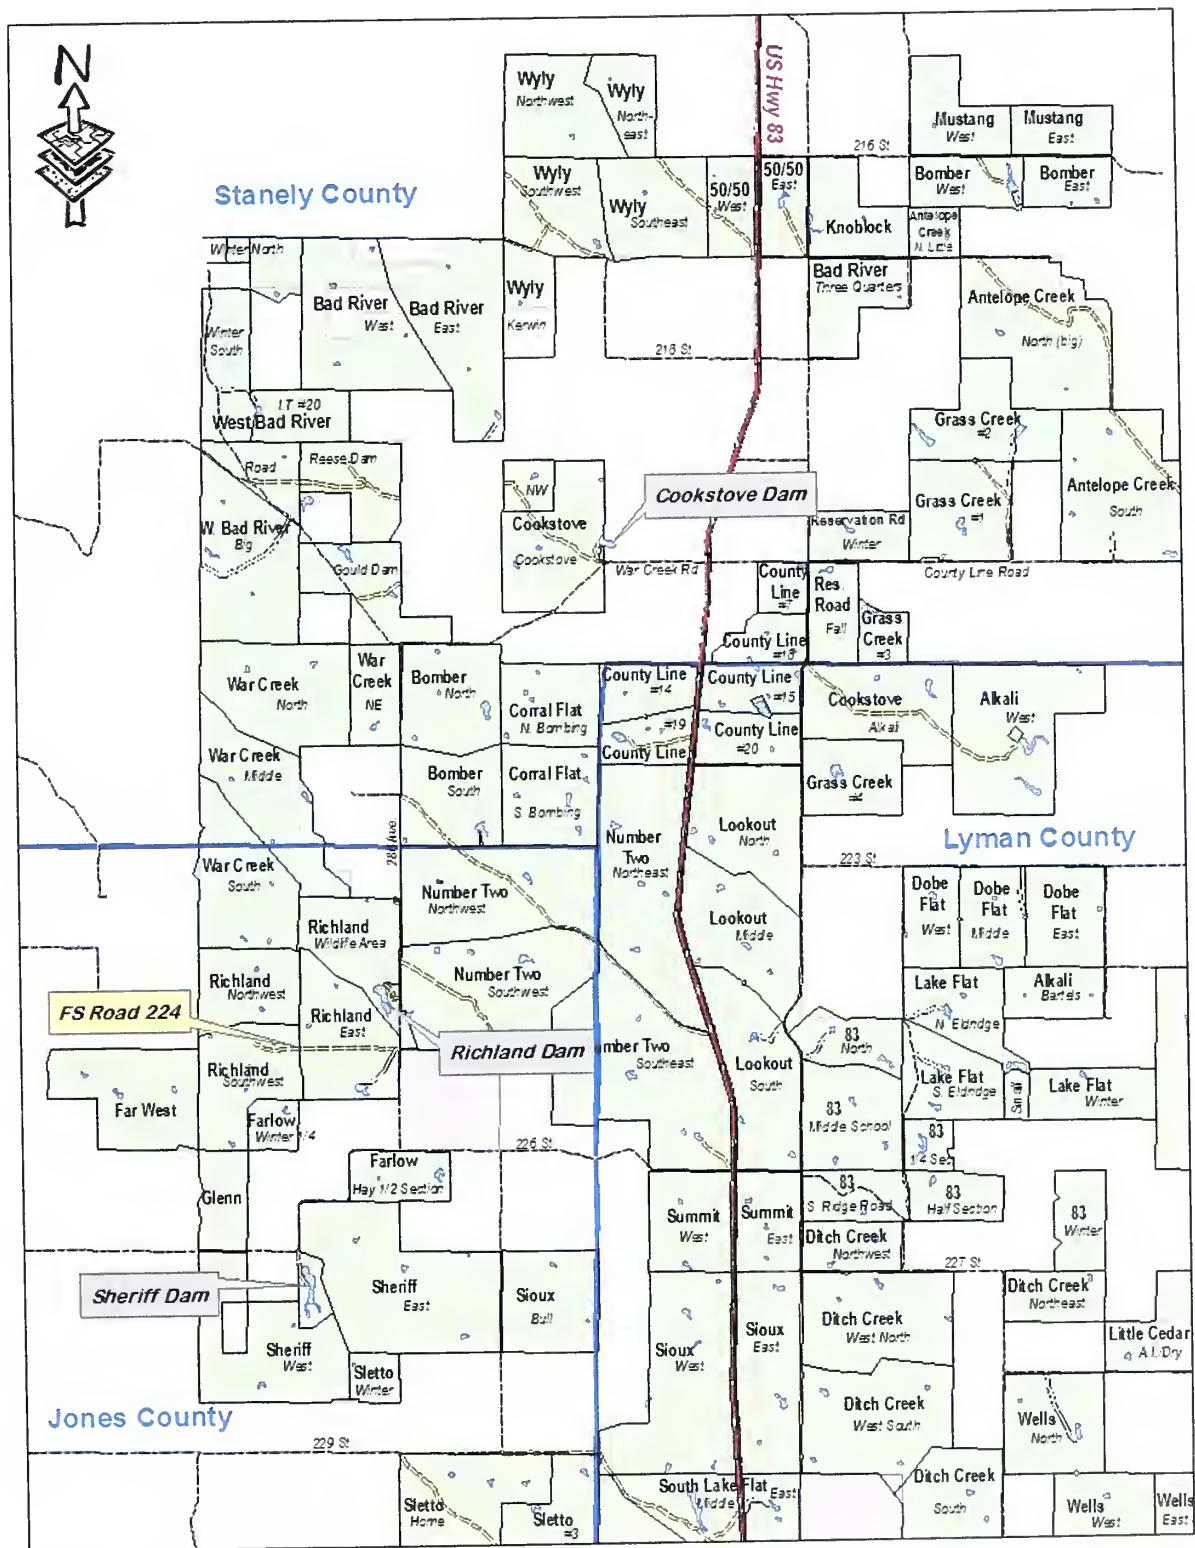 N
US Hwy 83
Wyly
Northwest
Wyly
North-
east
Mustang
West
Mustang
East
216 St
Stanely County
Wyly
Southwest
Wyly
Southeast
50/50
West
50/50
East
Knoblock
Bomber
West
Bomber
East
Antelope
Creek
N. Little
Winter North
Bad River
West
Bad River
East
Wyly
Kerwin
Bad River
Three Quarters
Antelope Creek
North (big)
Winter
South
218 St
I.T #20
West Bad River
Grass Creek
#2
Road
Reese Dam
NW
Cookstove Dam
Antelope Creek
South
Grass Creek
#1
W. Bad River
Big
Cookstove
Cookstove
Reservation Rd
Winter
Gould Dam
War Creek Rd
County Line Road
County
Line
#7
Res.
Road
Fall
Grass
Creek
#3
County Line
#18
War Creek
North
War
Creek
NE
Bomber
North
Corral Flat
N. Bombing
County Line
#14
County Line
#15
Cookstove
Alkali
Alkali
West
#19
County Line
County Line
#20
War Creek
Middle
Bomber
South
Corral Flat
S. Bombing
Grass Creek
#4
286 Ave
Number
Two
Northeast
Lookout
North
Lyman County
223 St
War Creek
South
Number Two
Northwest
Lookout
Middle
Dobe
Flat
West
Dobe
Flat
Middle
Dobe
Flat
East
Richland
Wildlife Area
Richland
Northwest
Number Two
Southwest
Lake Flat
N. Eldridge
Alkali
Bartels
FS Road 224
Richland
East
Richland Dam
mber Two
Southeast
Lookout
South
83
North
Richland
Southwest
Lake Flat
S. Eldridge
Small
Lake Flat
Winter
Far West
Farlow
Winter 1/4
83
Middle School
83
1/4 Sec
226 St
Farlow
Hay 1/2 Section
Glenn
83
S. Ridge Road
83
Half Section
83
Winter
Summit
West
Summit
East
Ditch Creek
Northwest
227 St
Sheriff Dam
Sheriff
East
Sioux
Bull
Ditch Creek
Northeast
Ditch Creek
West North
Sheriff
West
Sletto
Winter
Sioux
West
Sioux
East
Little Cedar
A.I. Dry
Jones County
Ditch Creek
West South
Wells
North
229 St
Sletto
Home
Sletto
#3
South Lake Flat
Middle
East
Ditch Creek
South
Wells
West
Wells
East